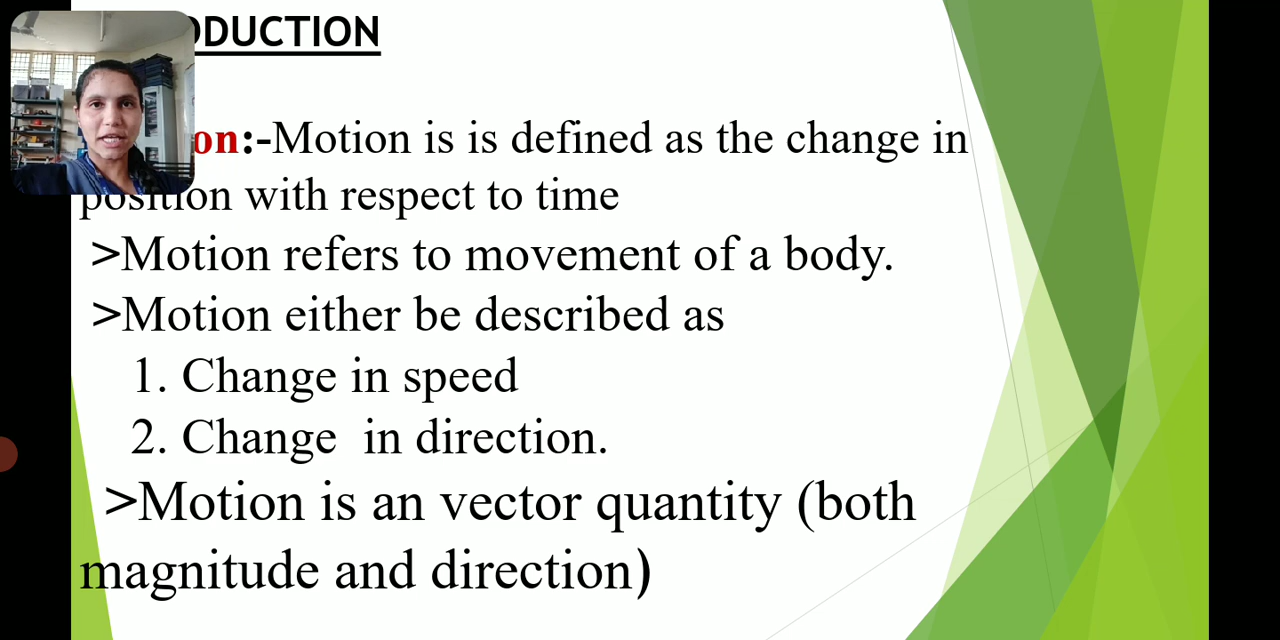 ODUCTION
on:-Motion is is defined as the change in
position with respect to time
>Motion refers to movement of a body.
>Motion either be described as
1. Change in speed
2. Change in direction.
>Motion is an vector quantity (both
magnitude and direction)